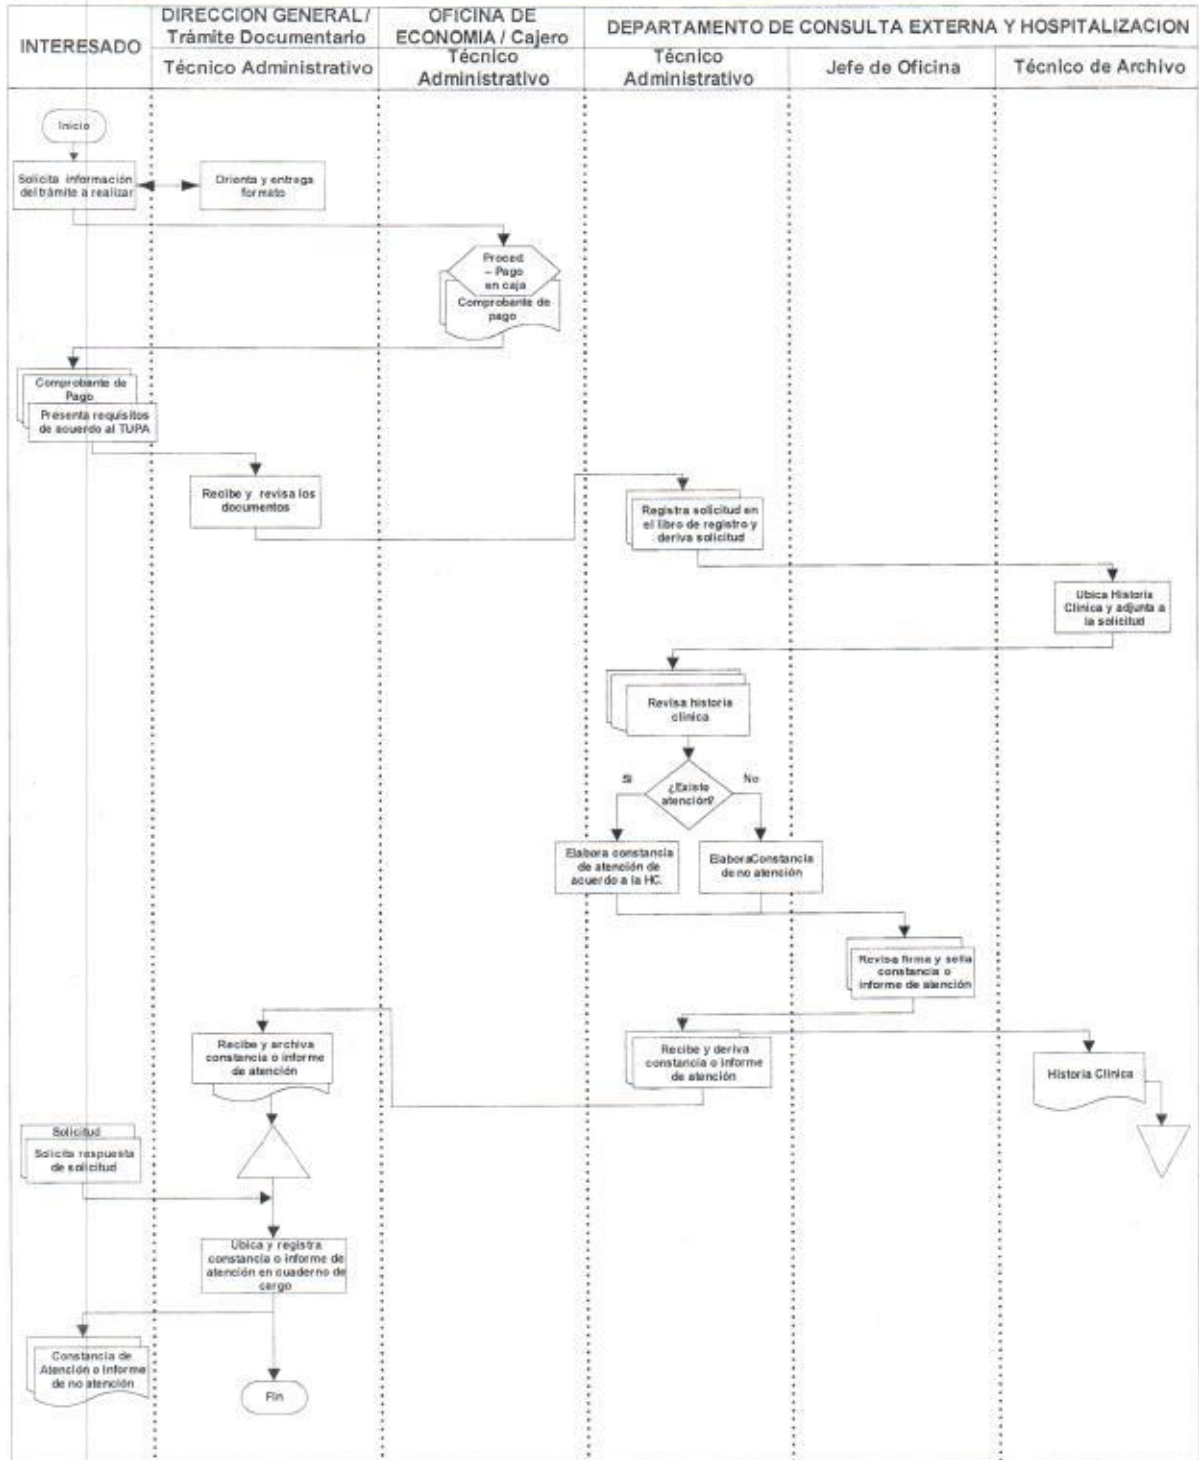 INTERESADO
DIRECCION GENERAL/
Trámite Documentario
Técnico Administrativo
OFICINA DE
ECONOMIA / Cajero
Técnico
Administrativo
DEPARTAMENTO DE CONSULTA EXTERNA Y HOSPITALIZACION
Técnico
Administrativo
Jefe de Oficina
Técnico de Archivo
Inicio
Solicita información
del trámite a realizar
Orienta y entrega
formato
Proced.
– Pago
en caja
Comprobante de
pago
Comprobante de
Pago
Presenta requisitos
de acuerdo al TUPA
Recibe y revisa los
documentos
Registra solicitud en
el libro de registro y
deriva solicitud
Ubica Historia
Clinica y adjunta a
la solicitud
Revisa historia
clinica
¿Existe
atención?
Si
No
Elabora constancia
de atención de
acuerdo a la HC.
ElaboraConstancia
de no atención
Revisa firma y sella
constancia o
informe de atención
Recibe y deriva
constancia o informe
de atención
Historia Clinica
Recibe y archiva
constancia o informe
de atención
Solicitud
Solicita respuesta
de solicitud
Ubica y registra
constancia o informe de
atención en cuaderno de
cargo
Constancia de
Atención o Informe
de no atención
Fin